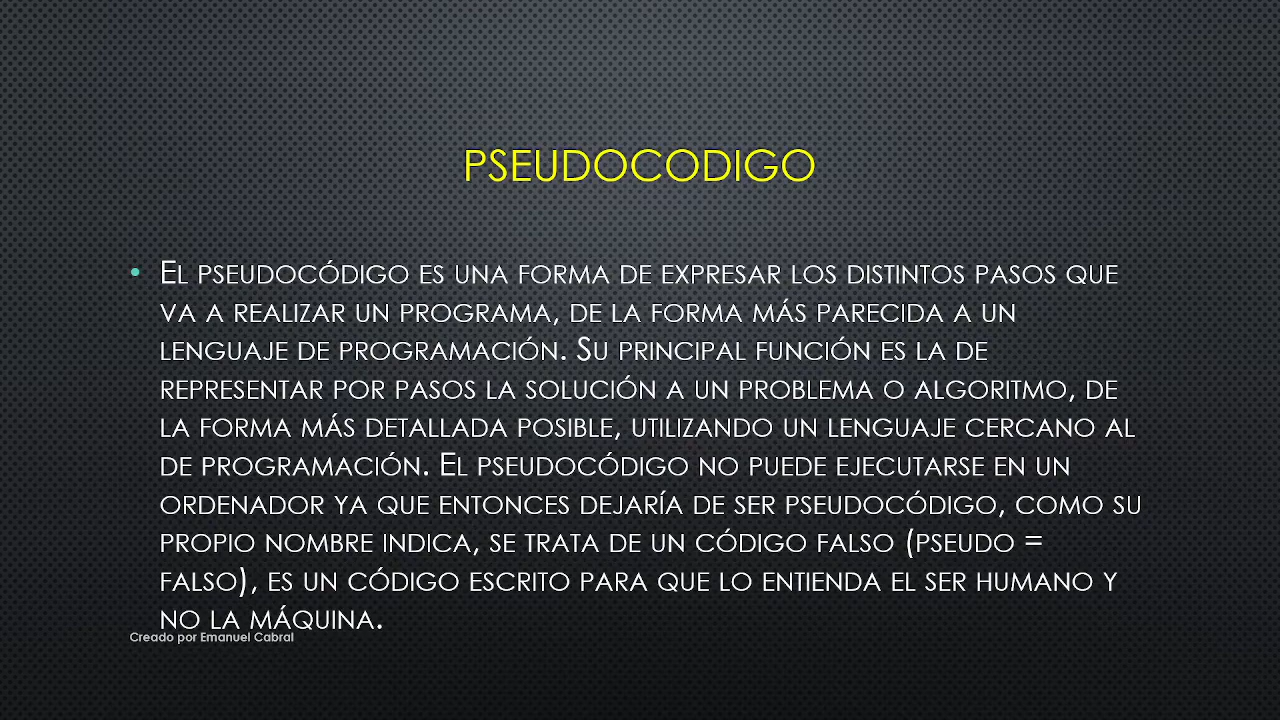 PSEUDOCODIGO
• El pseudocódigo es una forma de expresar los distintos pasos que
va a realizar un programa, de la forma más parecida a un
lenguaje de programación. Su principal función es la de
representar por pasos la solución a un problema o algoritmo, de
la forma más detallada posible, utilizando un lenguaje cercano al
de programación. El pseudocódigo no puede ejecutarse en un
ordenador ya que entonces dejaría de ser pseudocódigo, como su
propio nombre indica, se trata de un código falso (pseudo =
falso), es un código escrito para que lo entienda el ser humano y
no la máquina.
Creado por Emanuel Cabral